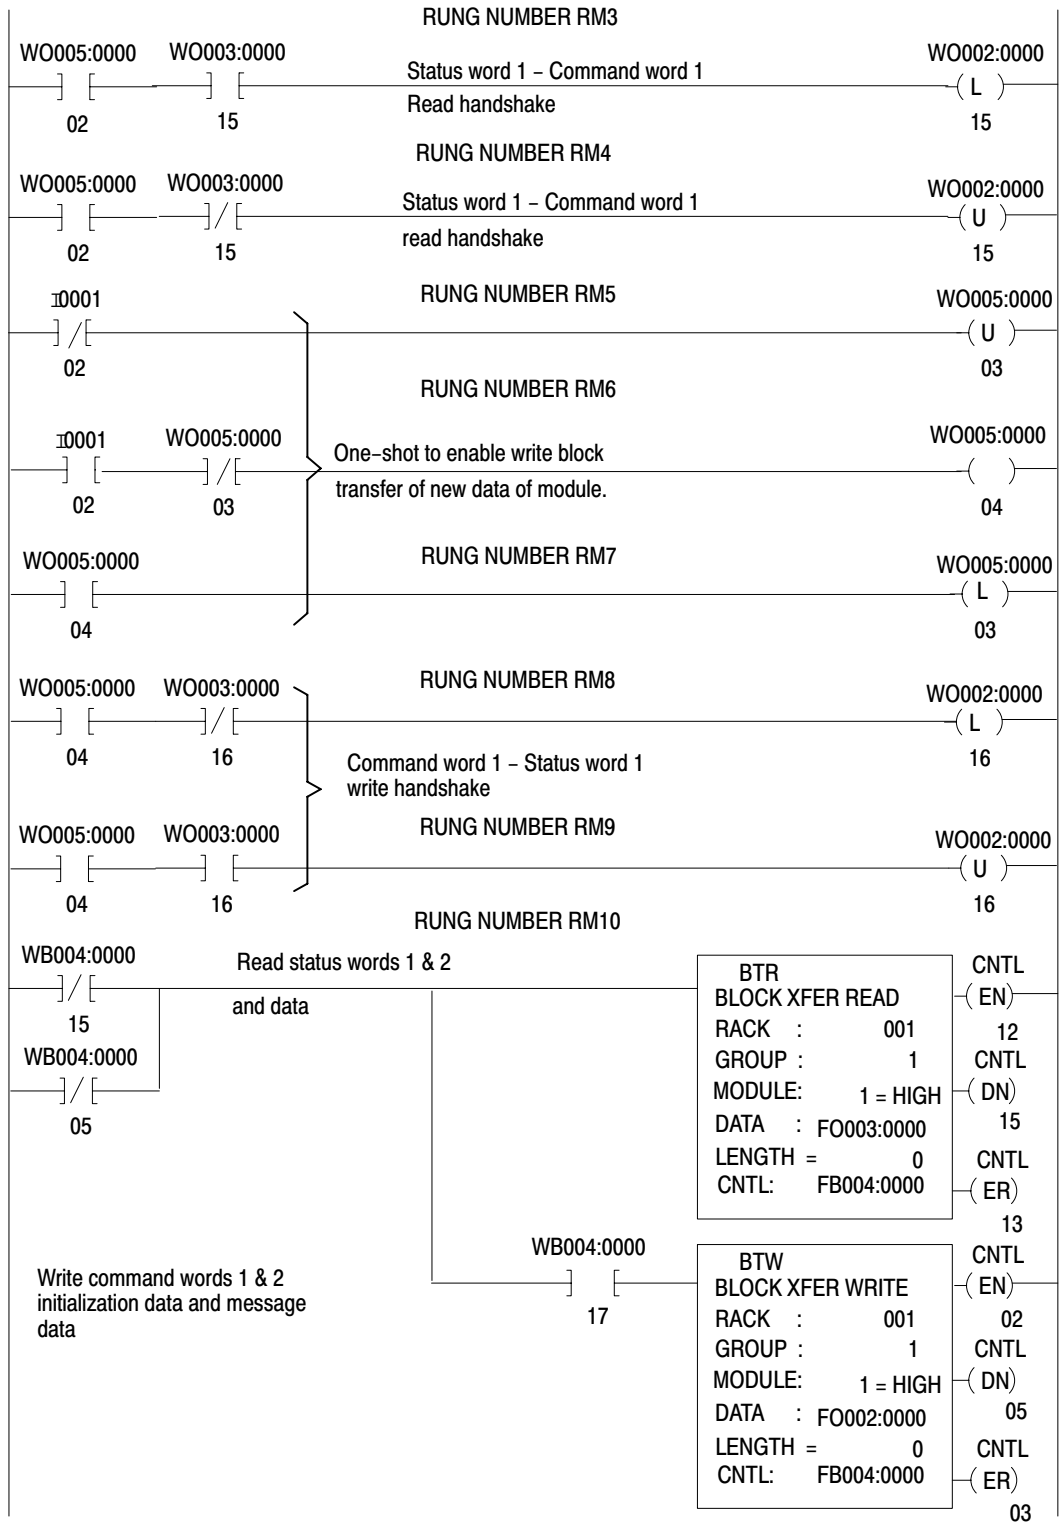 RUNG NUMBER RM3
WO005:0000 WO003:0000 WO002:0000
Status word 1 – Command word 1
] [ ] [ ( L )
Read handshake
02 15 15
RUNG NUMBER RM4
WO005:0000 WO003:0000 WO002:0000
Status word 1 – Command word 1
] [ ]/[ ( U )
read handshake
02 15 15
RUNG NUMBER RM5
I0001 WO005:0000
]/[ ( U )
02 03
RUNG NUMBER RM6
I0001 WO005:0000 WO005:0000
One–shot to enable write block
] [ ]/[ ( )
transfer of new data of module.
02 03 04
RUNG NUMBER RM7
WO005:0000 WO005:0000
] [ ( L )
04 03
RUNG NUMBER RM8
WO005:0000 WO003:0000 WO002:0000
] [ ]/[ ( L )
04 16 16
Command word 1 – Status word 1
write handshake
RUNG NUMBER RM9
WO005:0000 WO003:0000 WO002:0000
] [ ] [ ( U )
04 16 16
RUNG NUMBER RM10
WB004:0000
]/[
15
WB004:0000
]/[
05
Read status words 1 & 2
and data
BTR
BLOCK XFER READ
RACK : 001
GROUP : 1
MODULE: 1 = HIGH
DATA : FO003:0000
LENGTH = 0
CNTL: FB004:0000
CNTL
( EN)
12
CNTL
( DN)
15
CNTL
( ER)
13
Write command words 1 & 2
initialization data and message
data
WB004:0000
] [
17
BTW
BLOCK XFER WRITE
RACK : 001
GROUP : 1
MODULE: 1 = HIGH
DATA : FO002:0000
LENGTH = 0
CNTL: FB004:0000
CNTL
( EN)
02
CNTL
( DN)
05
CNTL
( ER)
03